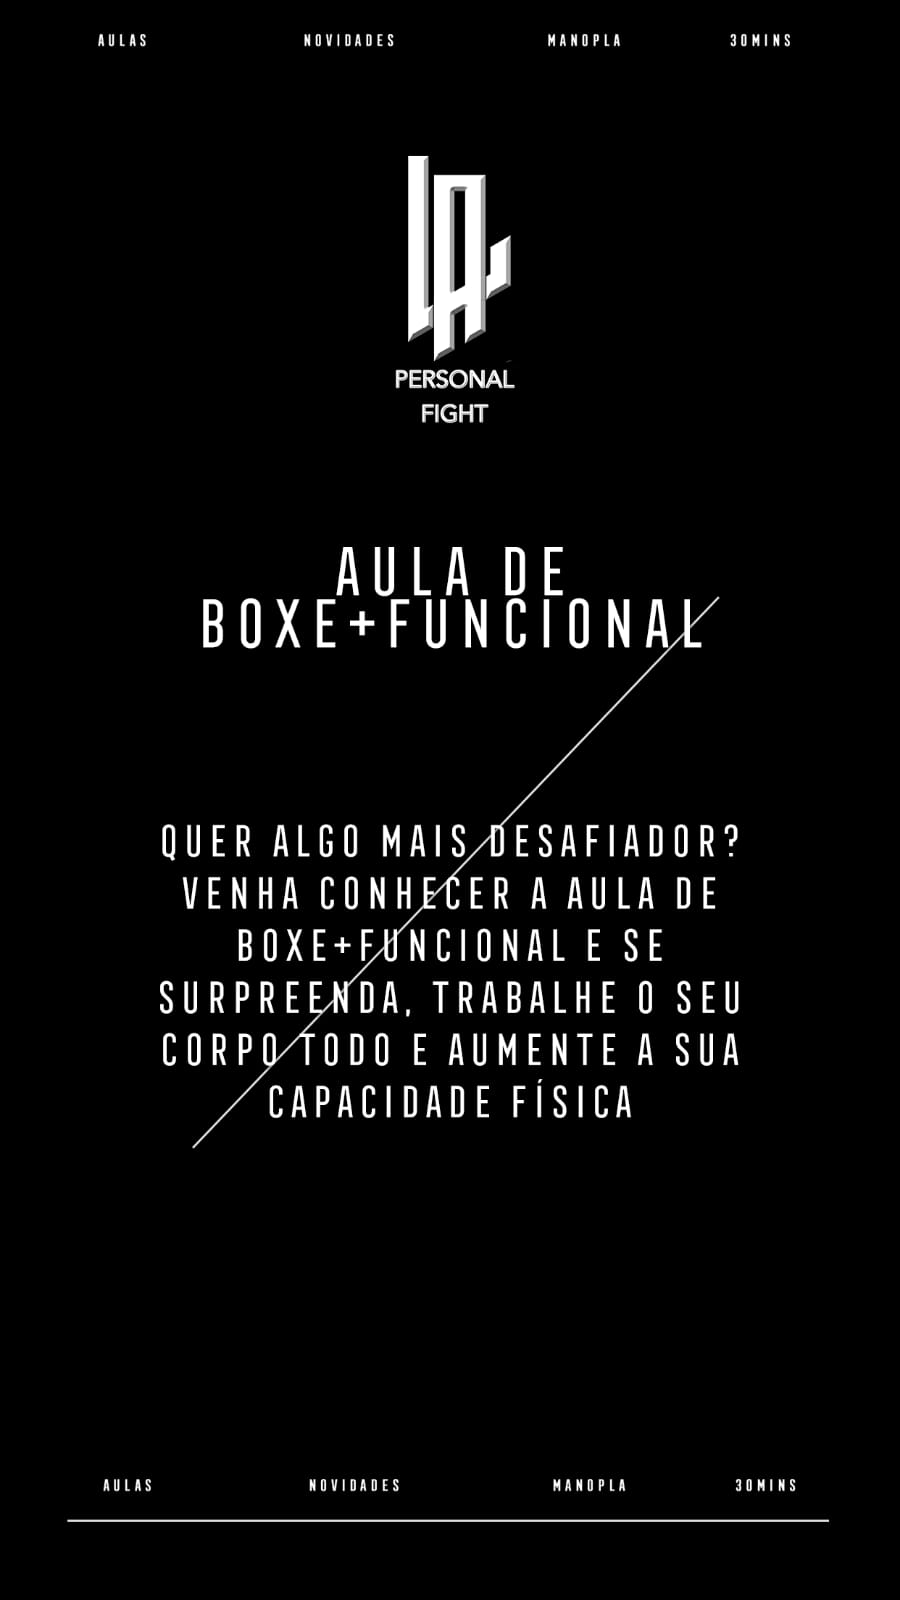 AULAS NOVIDADES MANOPLA 30MINS
LA
PERSONAL
FIGHT
AULA DE
BOXE+FUNCIONAL
QUER ALGO MAIS DESAFIADOR?
VENHA CONHECER A AULA DE
BOXE+FUNCIONAL E SE
SURPREENDA, TRABALHE O SEU
CORPO TODO E AUMENTE A SUA
CAPACIDADE FÍSICA
AULAS NOVIDADES MANOPLA 30MINS